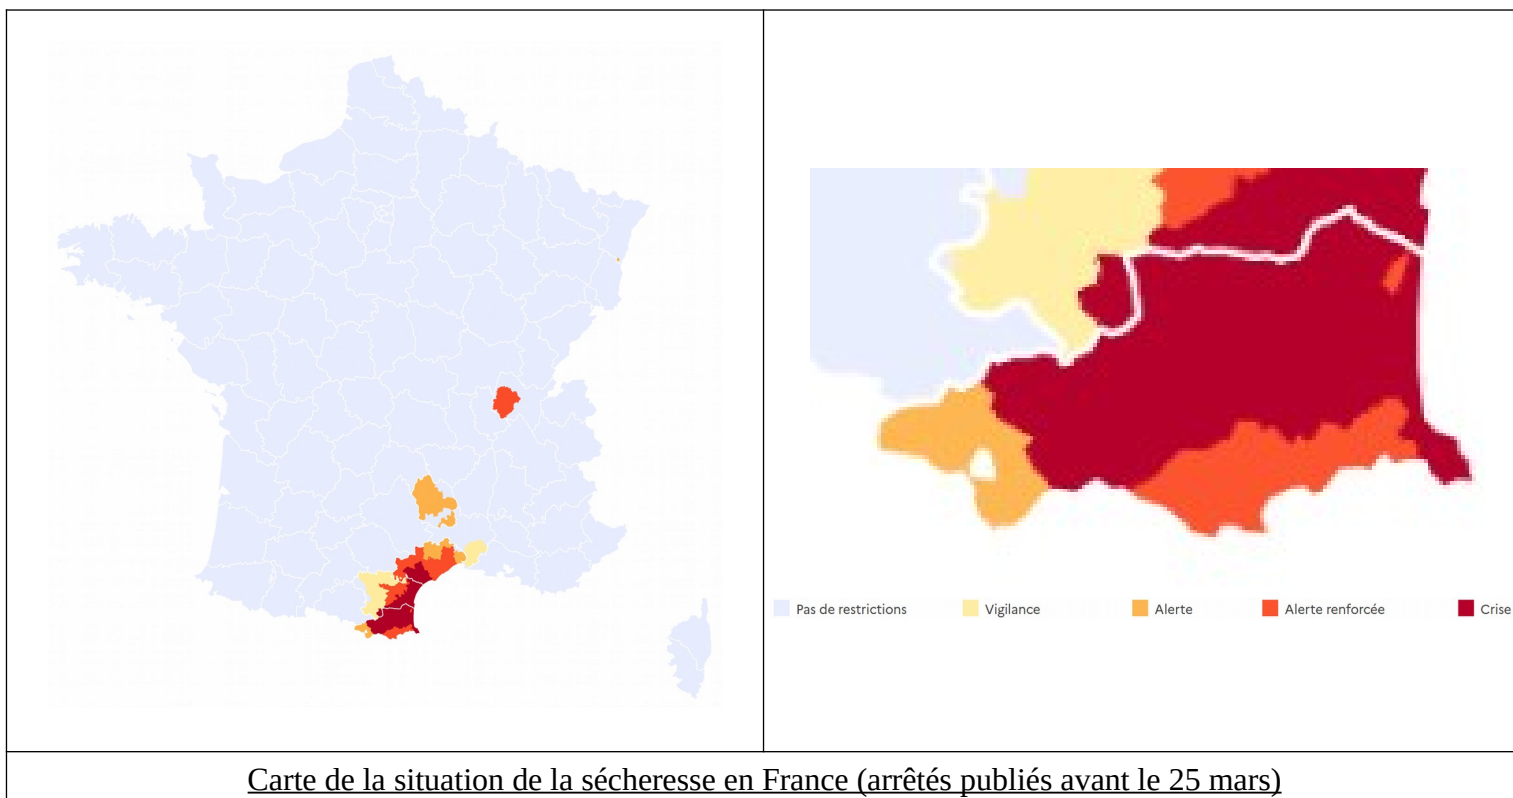 Pas de restrictions
Vigilance
Alerte
Alerte renforcée
Crise
Carte de la situation de la sécheresse en France (arrêtés publiés avant le 25 mars)